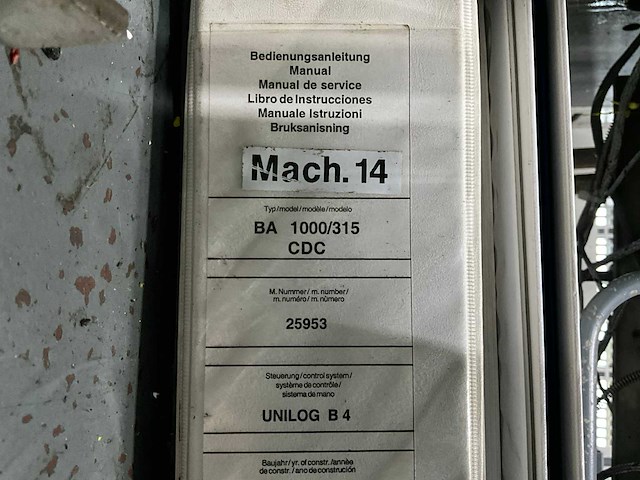 Bedienungsanleitung
Manual
Manual de service
Libro de Instrucciones
Manuale Istruzioni
Bruksanisning
Mach. 14
Typ/model/modèle/modelo
BA 1000/315
CDC
M. Nummer/m. number/
m. numéro/m. número
25953
Steuerung/control system/
système de contrôle/
sistema de mano
UNILOG B 4
Baujahr/yr. of constr./année
de constr./ano de construción